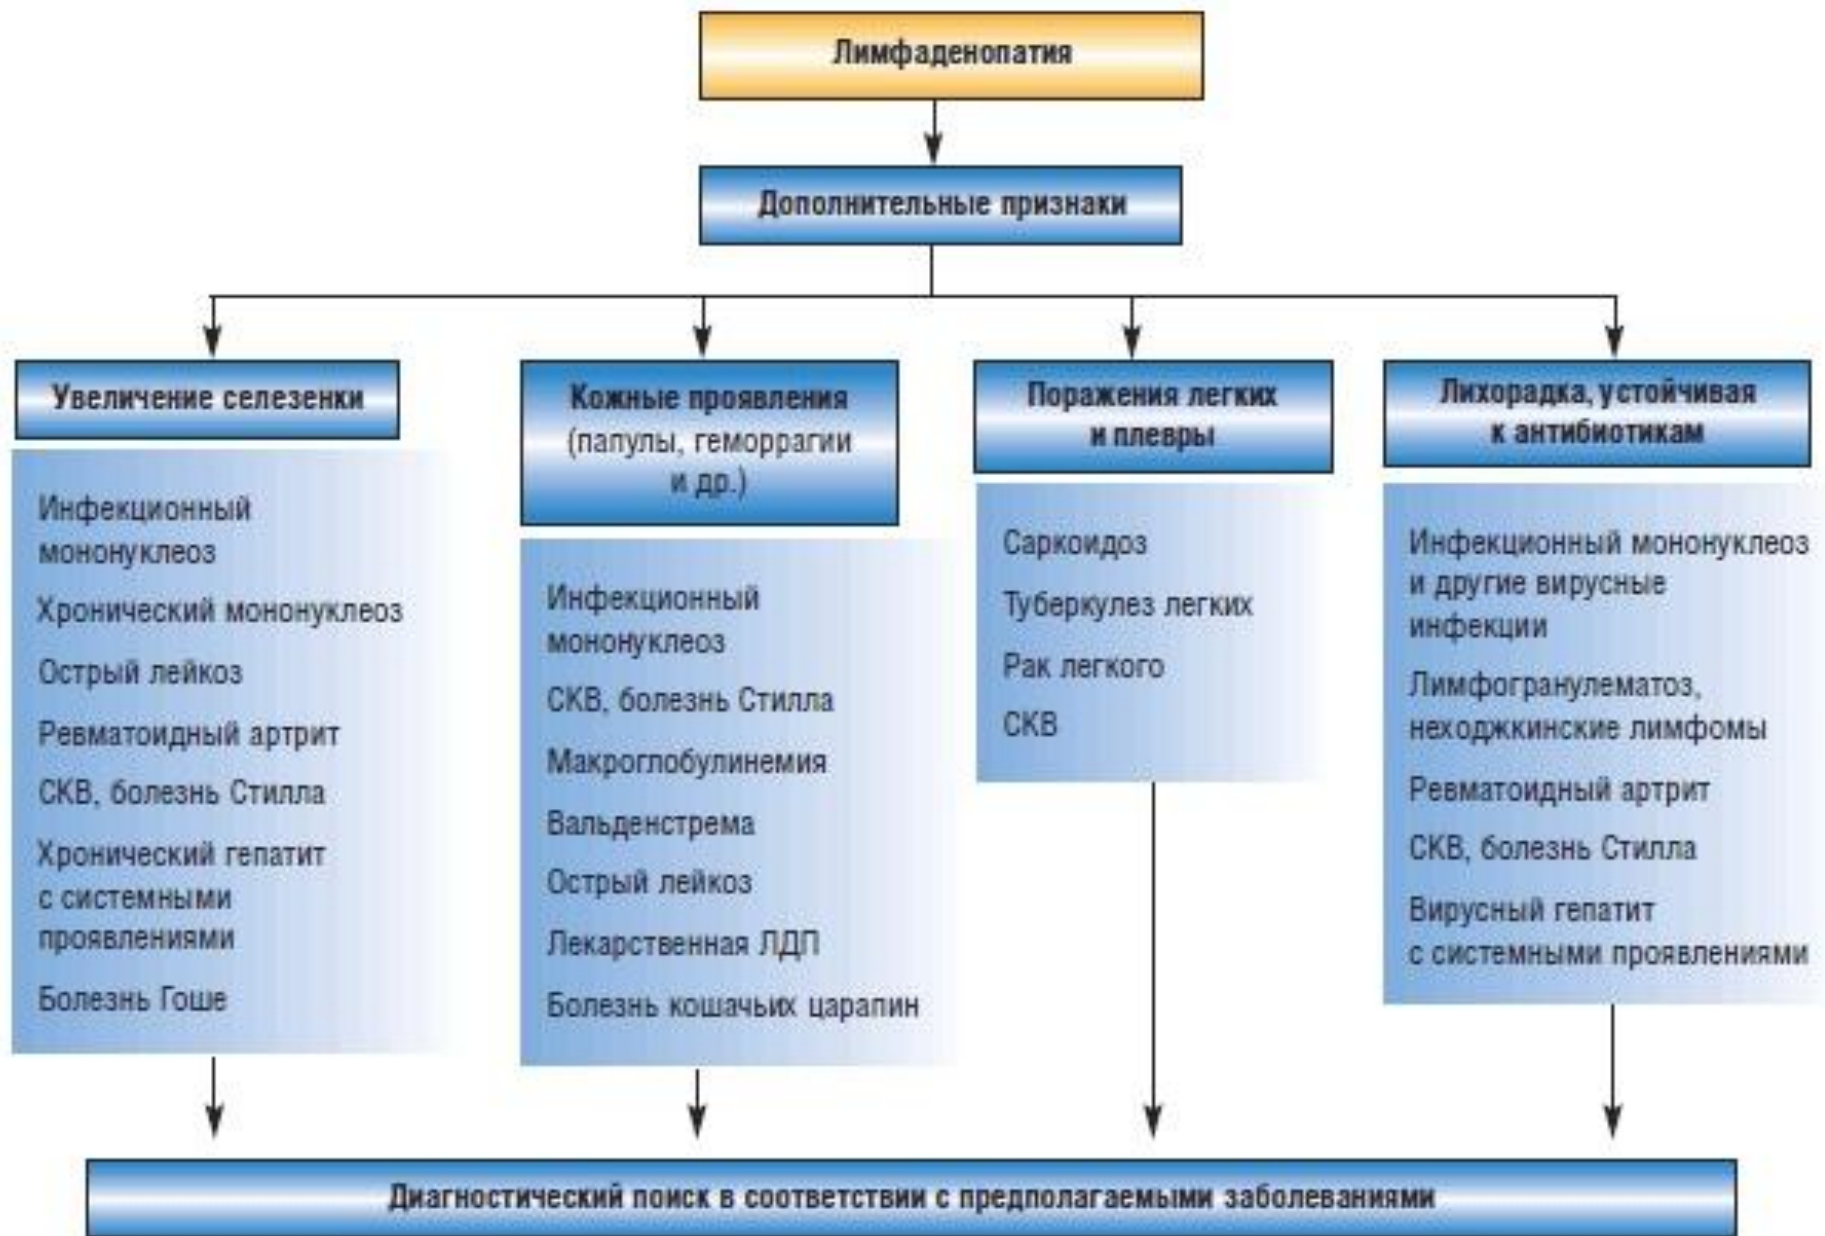 Лимфаденопатия
Дополнительные признаки
Увеличение селезенки
Инфекционный
мононуклеоз
Хронический мононуклеоз
Острый лейкоз
Ревматоидный артрит
СКВ, болезнь Стилла
Хронический гепатит
с системными
проявлениями
Болезнь Гоше
Кожные проявления
(папулы, геморрагии
и др.)
Инфекционный
мононуклеоз
СКВ, болезнь Стилла
Макроглобулинемия
Вальденстрема
Острый лейкоз
Лекарственная ЛДП
Болезнь кошачьих царапин
Поражения легких
и плевры
Саркоидоз
Туберкулез легких
Рак легкого
СКВ
Лихорадка, устойчивая
к антибиотикам
Инфекционный мононуклеоз
и другие вирусные
инфекции
Лимфогранулематоз,
неходжкинские лимфомы
Ревматоидный артрит
СКВ, болезнь Стилла
Вирусный гепатит
с системными проявлениями
Диагностический поиск в соответствии с предполагаемыми заболеваниями